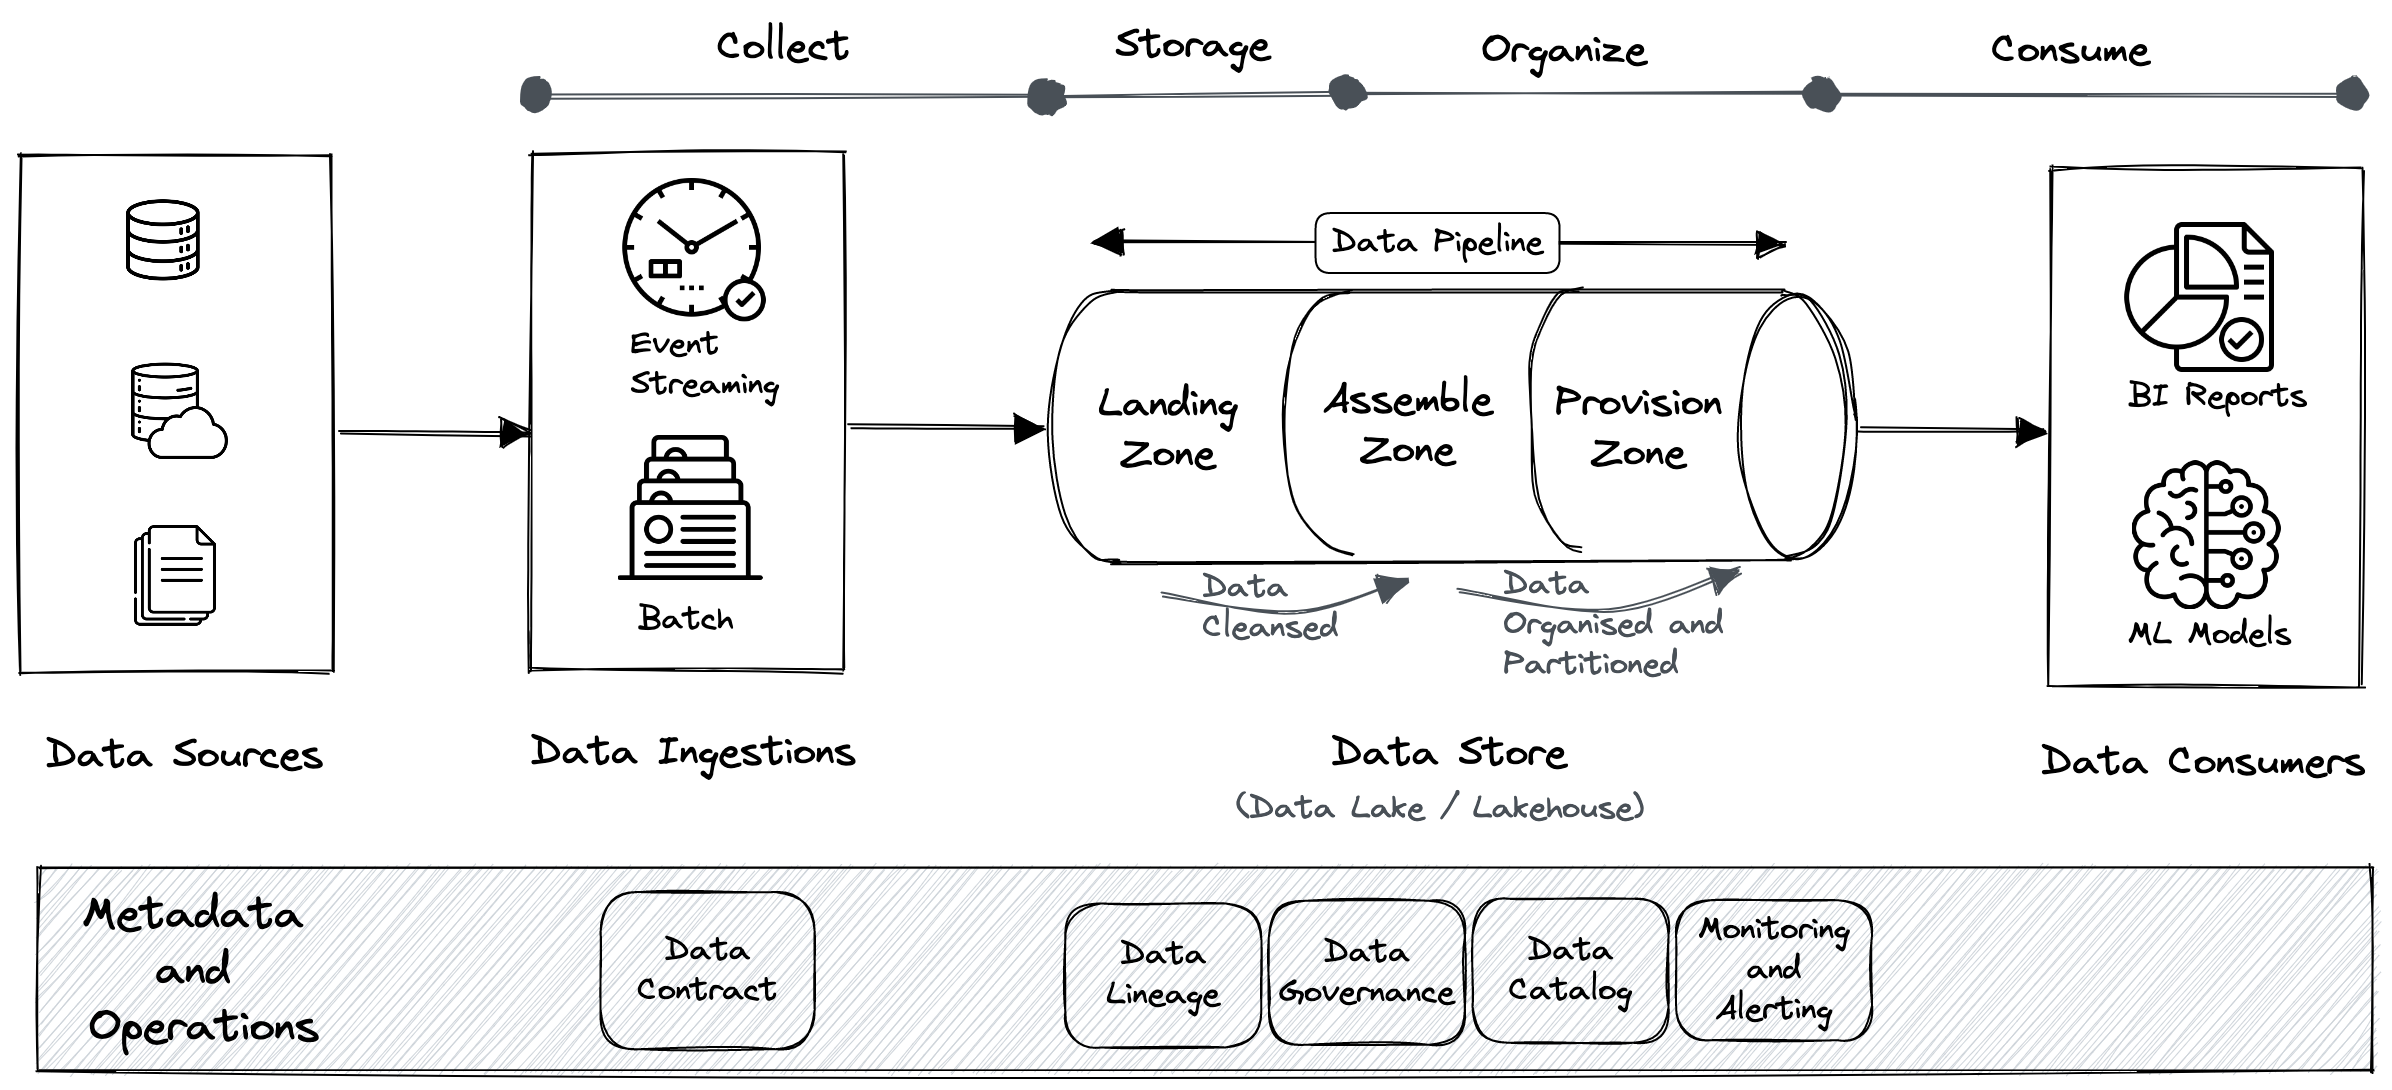 Collect
Storage
Organize
Consume
Data Pipeline
Event
Streaming
Batch
Landing
Zone
Assemble
Zone
Provision
Zone
BI Reports
ML Models
Data
Cleansed
Data
Organised and
Partitioned
Data Sources
Data Ingestions
Data Store
(Data Lake / Lakehouse)
Data Consumers
Metadata
and
Operations
Data
Contract
Data
Lineage
Data
Governance
Data
Catalog
Monitoring
and
Alerting